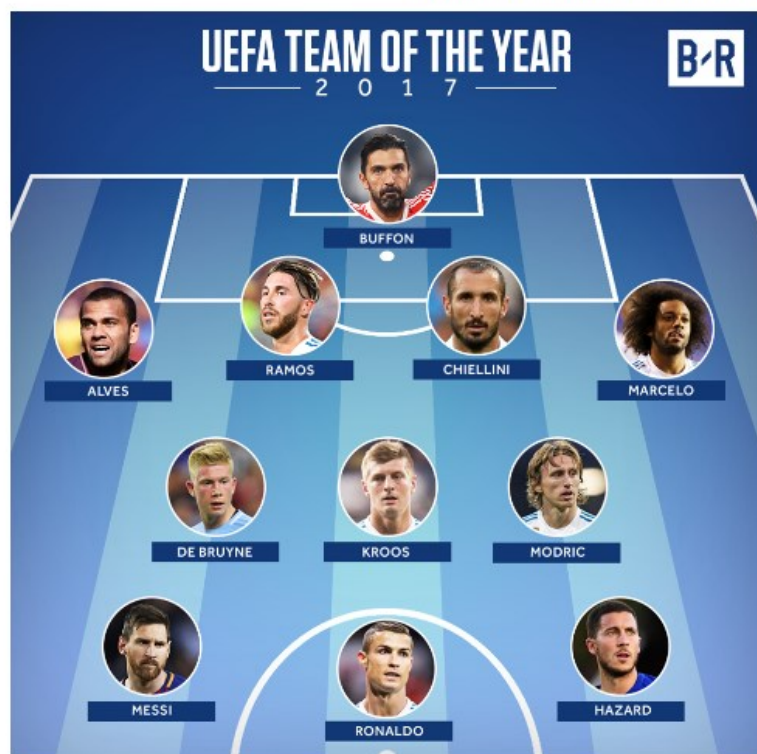 UEFA TEAM OF THE YEAR
B-R
2017
BUFFON
ALVES
RAMOS
CHIELLINI
MARCELO
DE BRUYNE
KROOS
MODRIC
MESSI
RONALDO
HAZARD